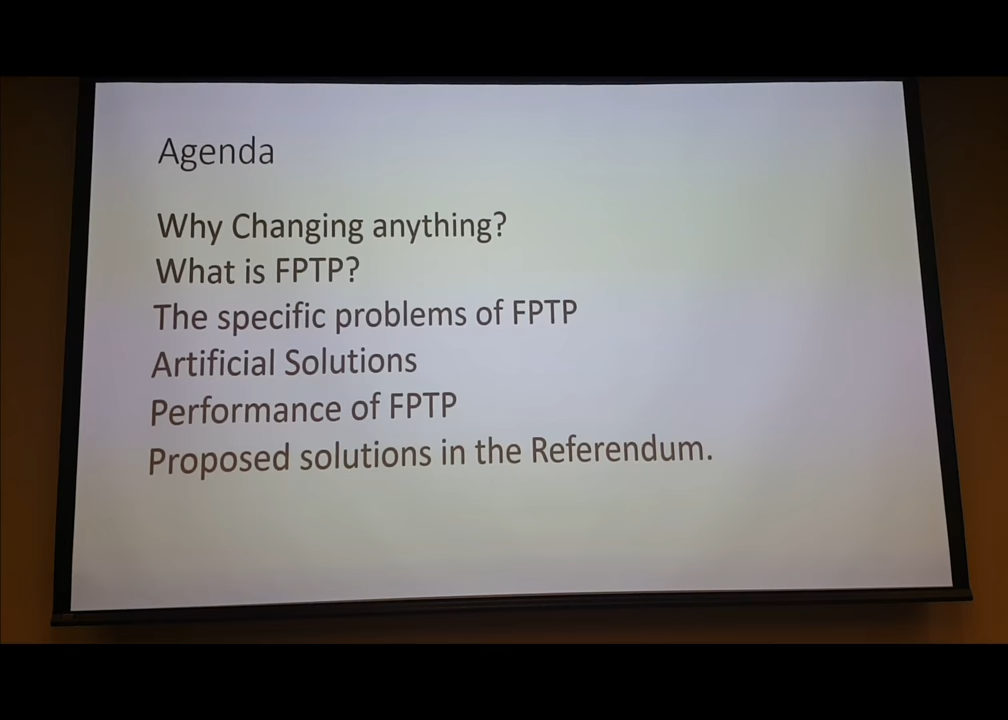 Agenda
Why Changing anything?
What is FPTP?
The specific problems of FPTP
Artificial Solutions
Performance of FPTP
Proposed solutions in the Referendum.